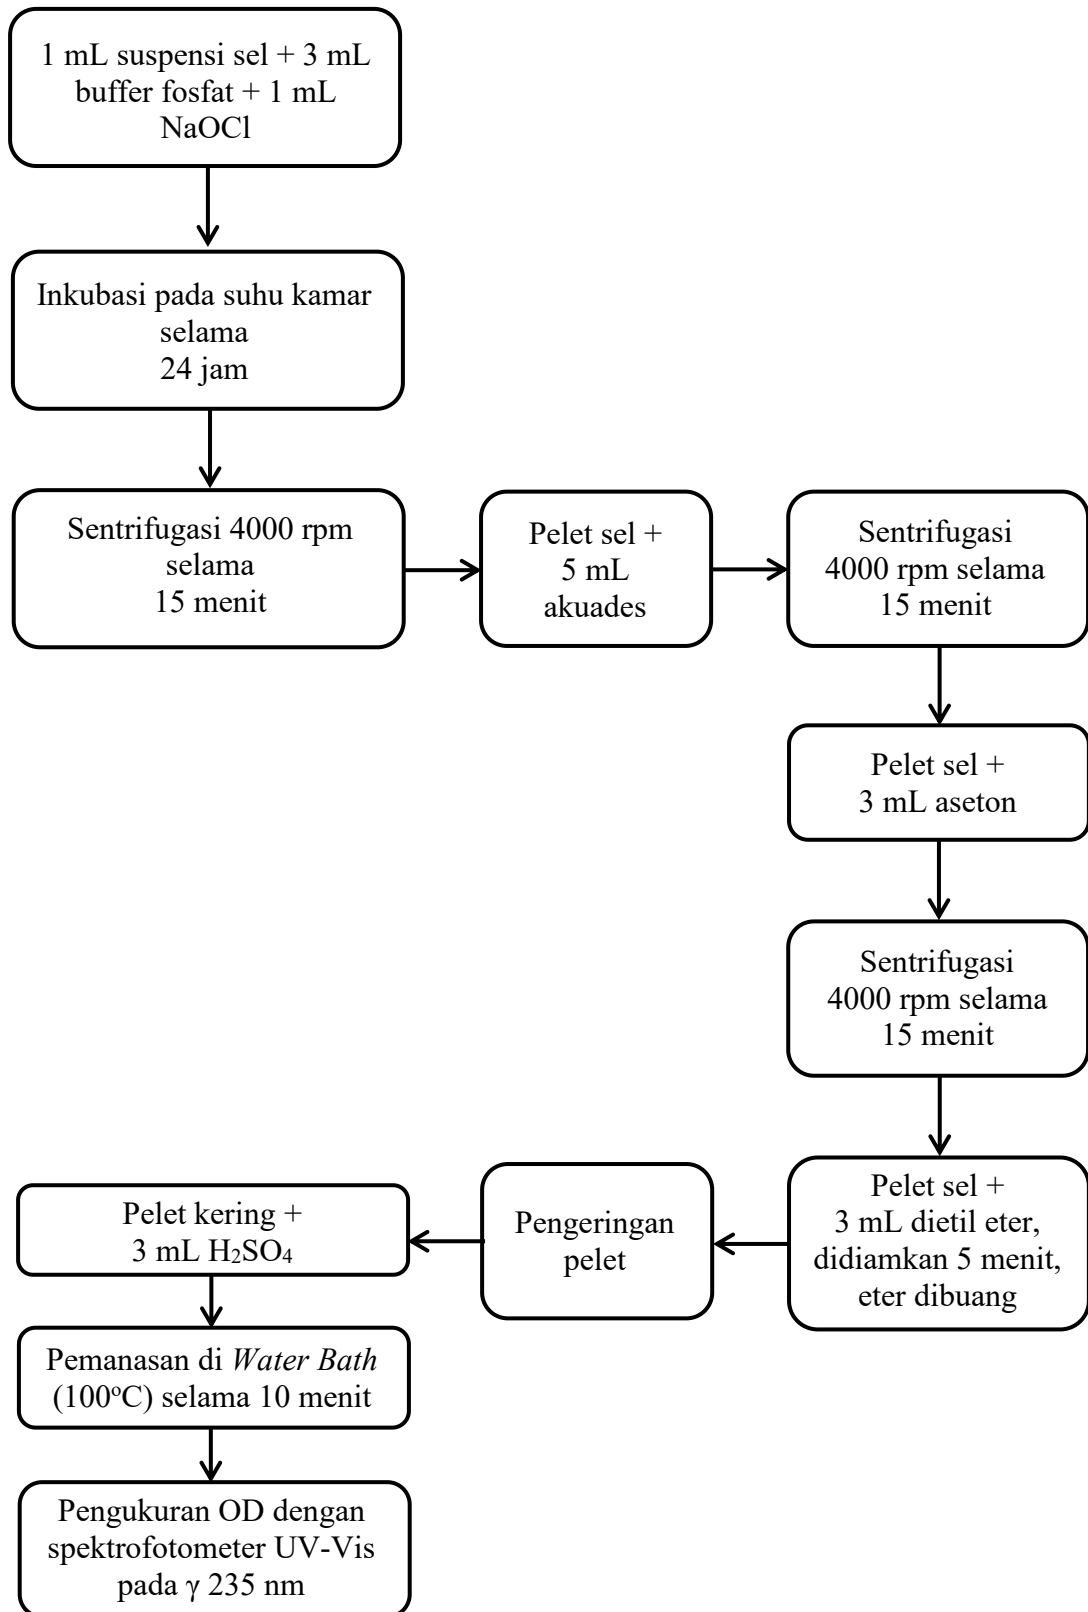 1 mL suspensi sel + 3 mL
buffer fosfat + 1 mL
NaOCl
Inkubasi pada suhu kamar
selama
24 jam
Sentrifugasi 4000 rpm
selama
15 menit
Pelet sel +
5 mL
akuades
Sentrifugasi
4000 rpm selama
15 menit
Pelet sel +
3 mL aseton
Sentrifugasi
4000 rpm selama
15 menit
Pelet sel +
3 mL dietil eter,
didiamkan 5 menit,
eter dibuang
Pengeringan
pelet
Pelet kering +
3 mL H₂SO₄
Pemanasan di Water Bath
(100ᵒC) selama 10 menit
Pengukuran OD dengan
spektrofotometer UV-Vis
pada γ 235 nm